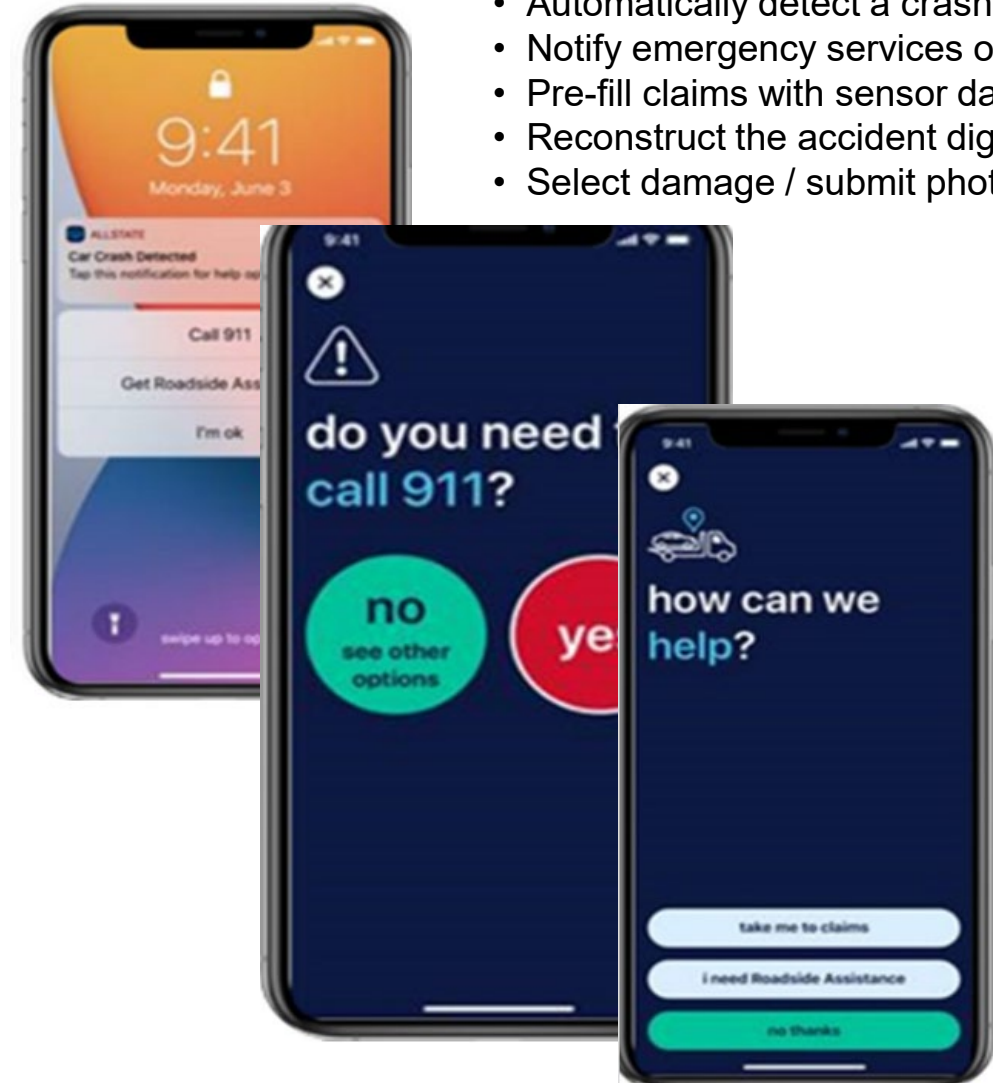 • Automatically detect a crash
• Notify emergency services o
• Pre-fill claims with sensor da
• Reconstruct the accident dig
• Select damage / submit phot
9:41
Monday, June 3
ALLSTATE
Car Crash Detected
Tap this notification for help op
Call 911
Get Roadside Ass
I'm ok
swipe up to op
9:41
do you need
call 911?
no
see other
options
yes
9:41
how can we
help?
take me to claims
i need Roadside Assistance
no thanks